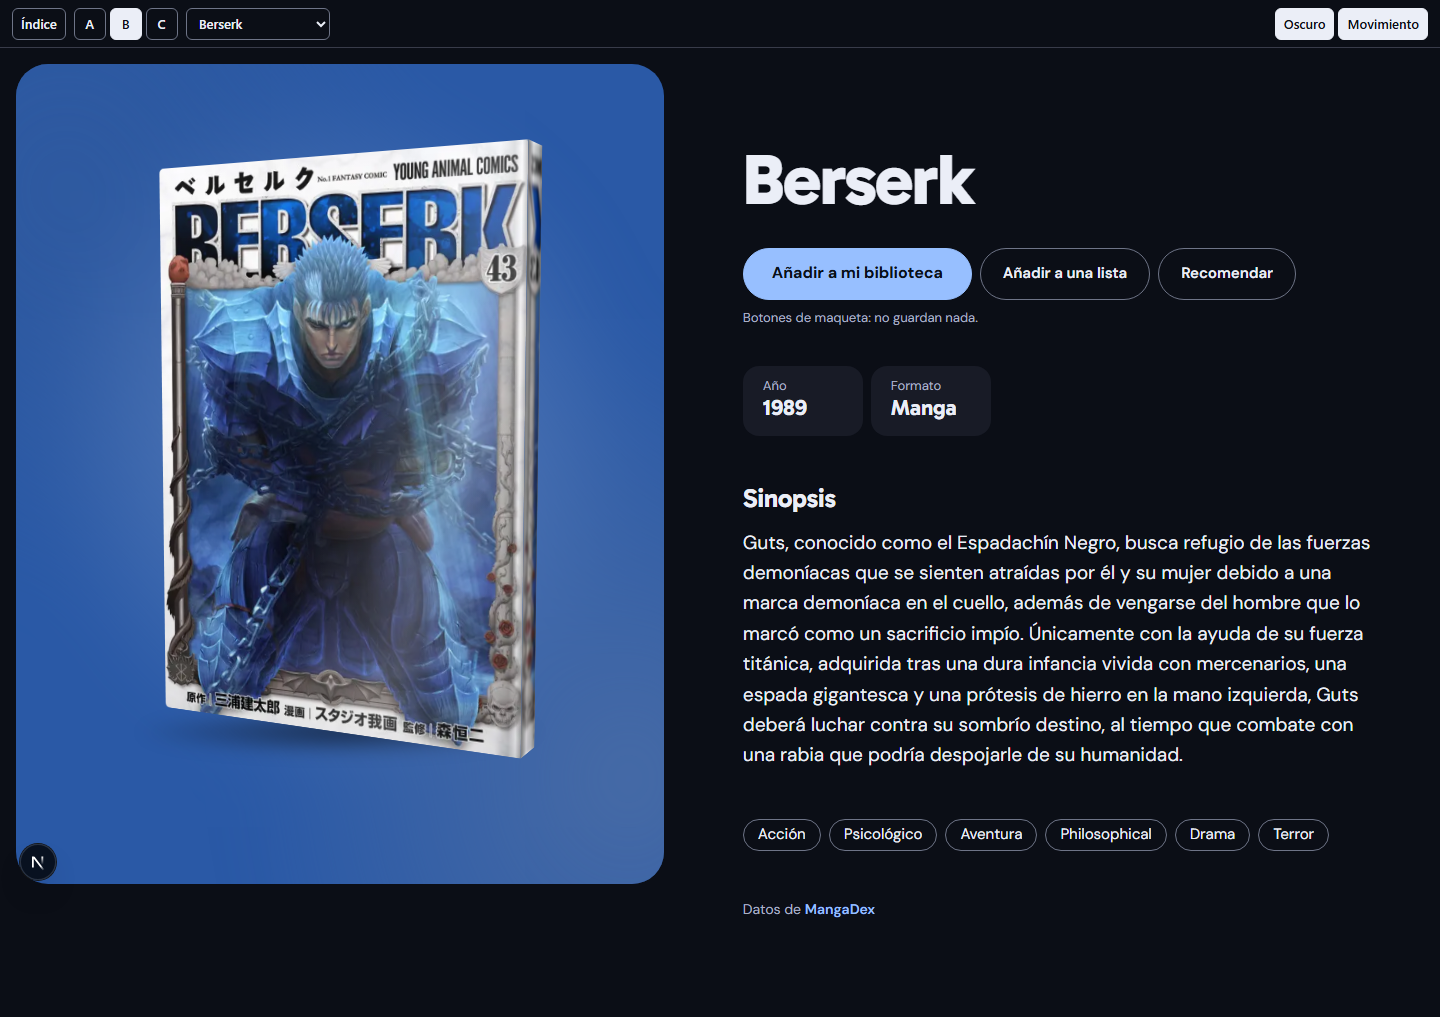 Índice
A
B
C
Berserk
Oscuro
Movimiento
ベルセルク
No.1 FANTASY COMIC
YOUNG ANIMAL COMICS
BERSERK
43
原作 三浦建太郎 漫画 スタジオ我画 監修 森恒二
Berserk
Añadir a mi biblioteca
Añadir a una lista
Recomendar
Botones de maqueta: no guardan nada.
Año
1989
Formato
Manga
Sinopsis
Guts, conocido como el Espadachín Negro, busca refugio de las fuerzas
demoníacas que se sienten atraídas por él y su mujer debido a una
marca demoníaca en el cuello, además de vengarse del hombre que lo
marcó como un sacrificio impío. Únicamente con la ayuda de su fuerza
titánica, adquirida tras una dura infancia vivida con mercenarios, una
espada gigantesca y una prótesis de hierro en la mano izquierda, Guts
deberá luchar contra su sombrío destino, al tiempo que combate con
una rabia que podría despojarle de su humanidad.
Acción
Psicológico
Aventura
Philosophical
Drama
Terror
Datos de MangaDex
N